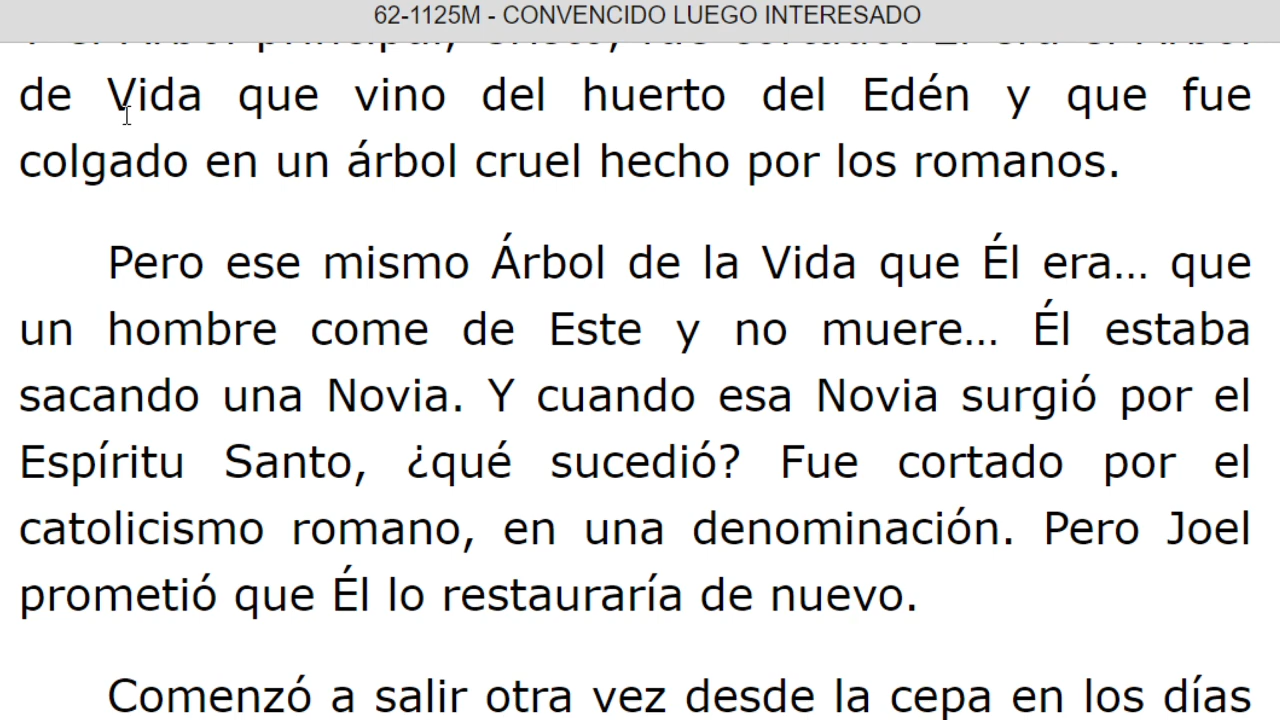 62-1125M - CONVENCIDO LUEGO INTERESADO
de Vida que vino del huerto del Edén y que fue
colgado en un árbol cruel hecho por los romanos.
Pero ese mismo Árbol de la Vida que Él era... que
un hombre come de Este y no muere... Él estaba
sacando una Novia. Y cuando esa Novia surgió por el
Espíritu Santo, ¿qué sucedió? Fue cortado por el
catolicismo romano, en una denominación. Pero Joel
prometió que Él lo restauraría de nuevo.
Comenzó a salir otra vez desde la cepa en los días